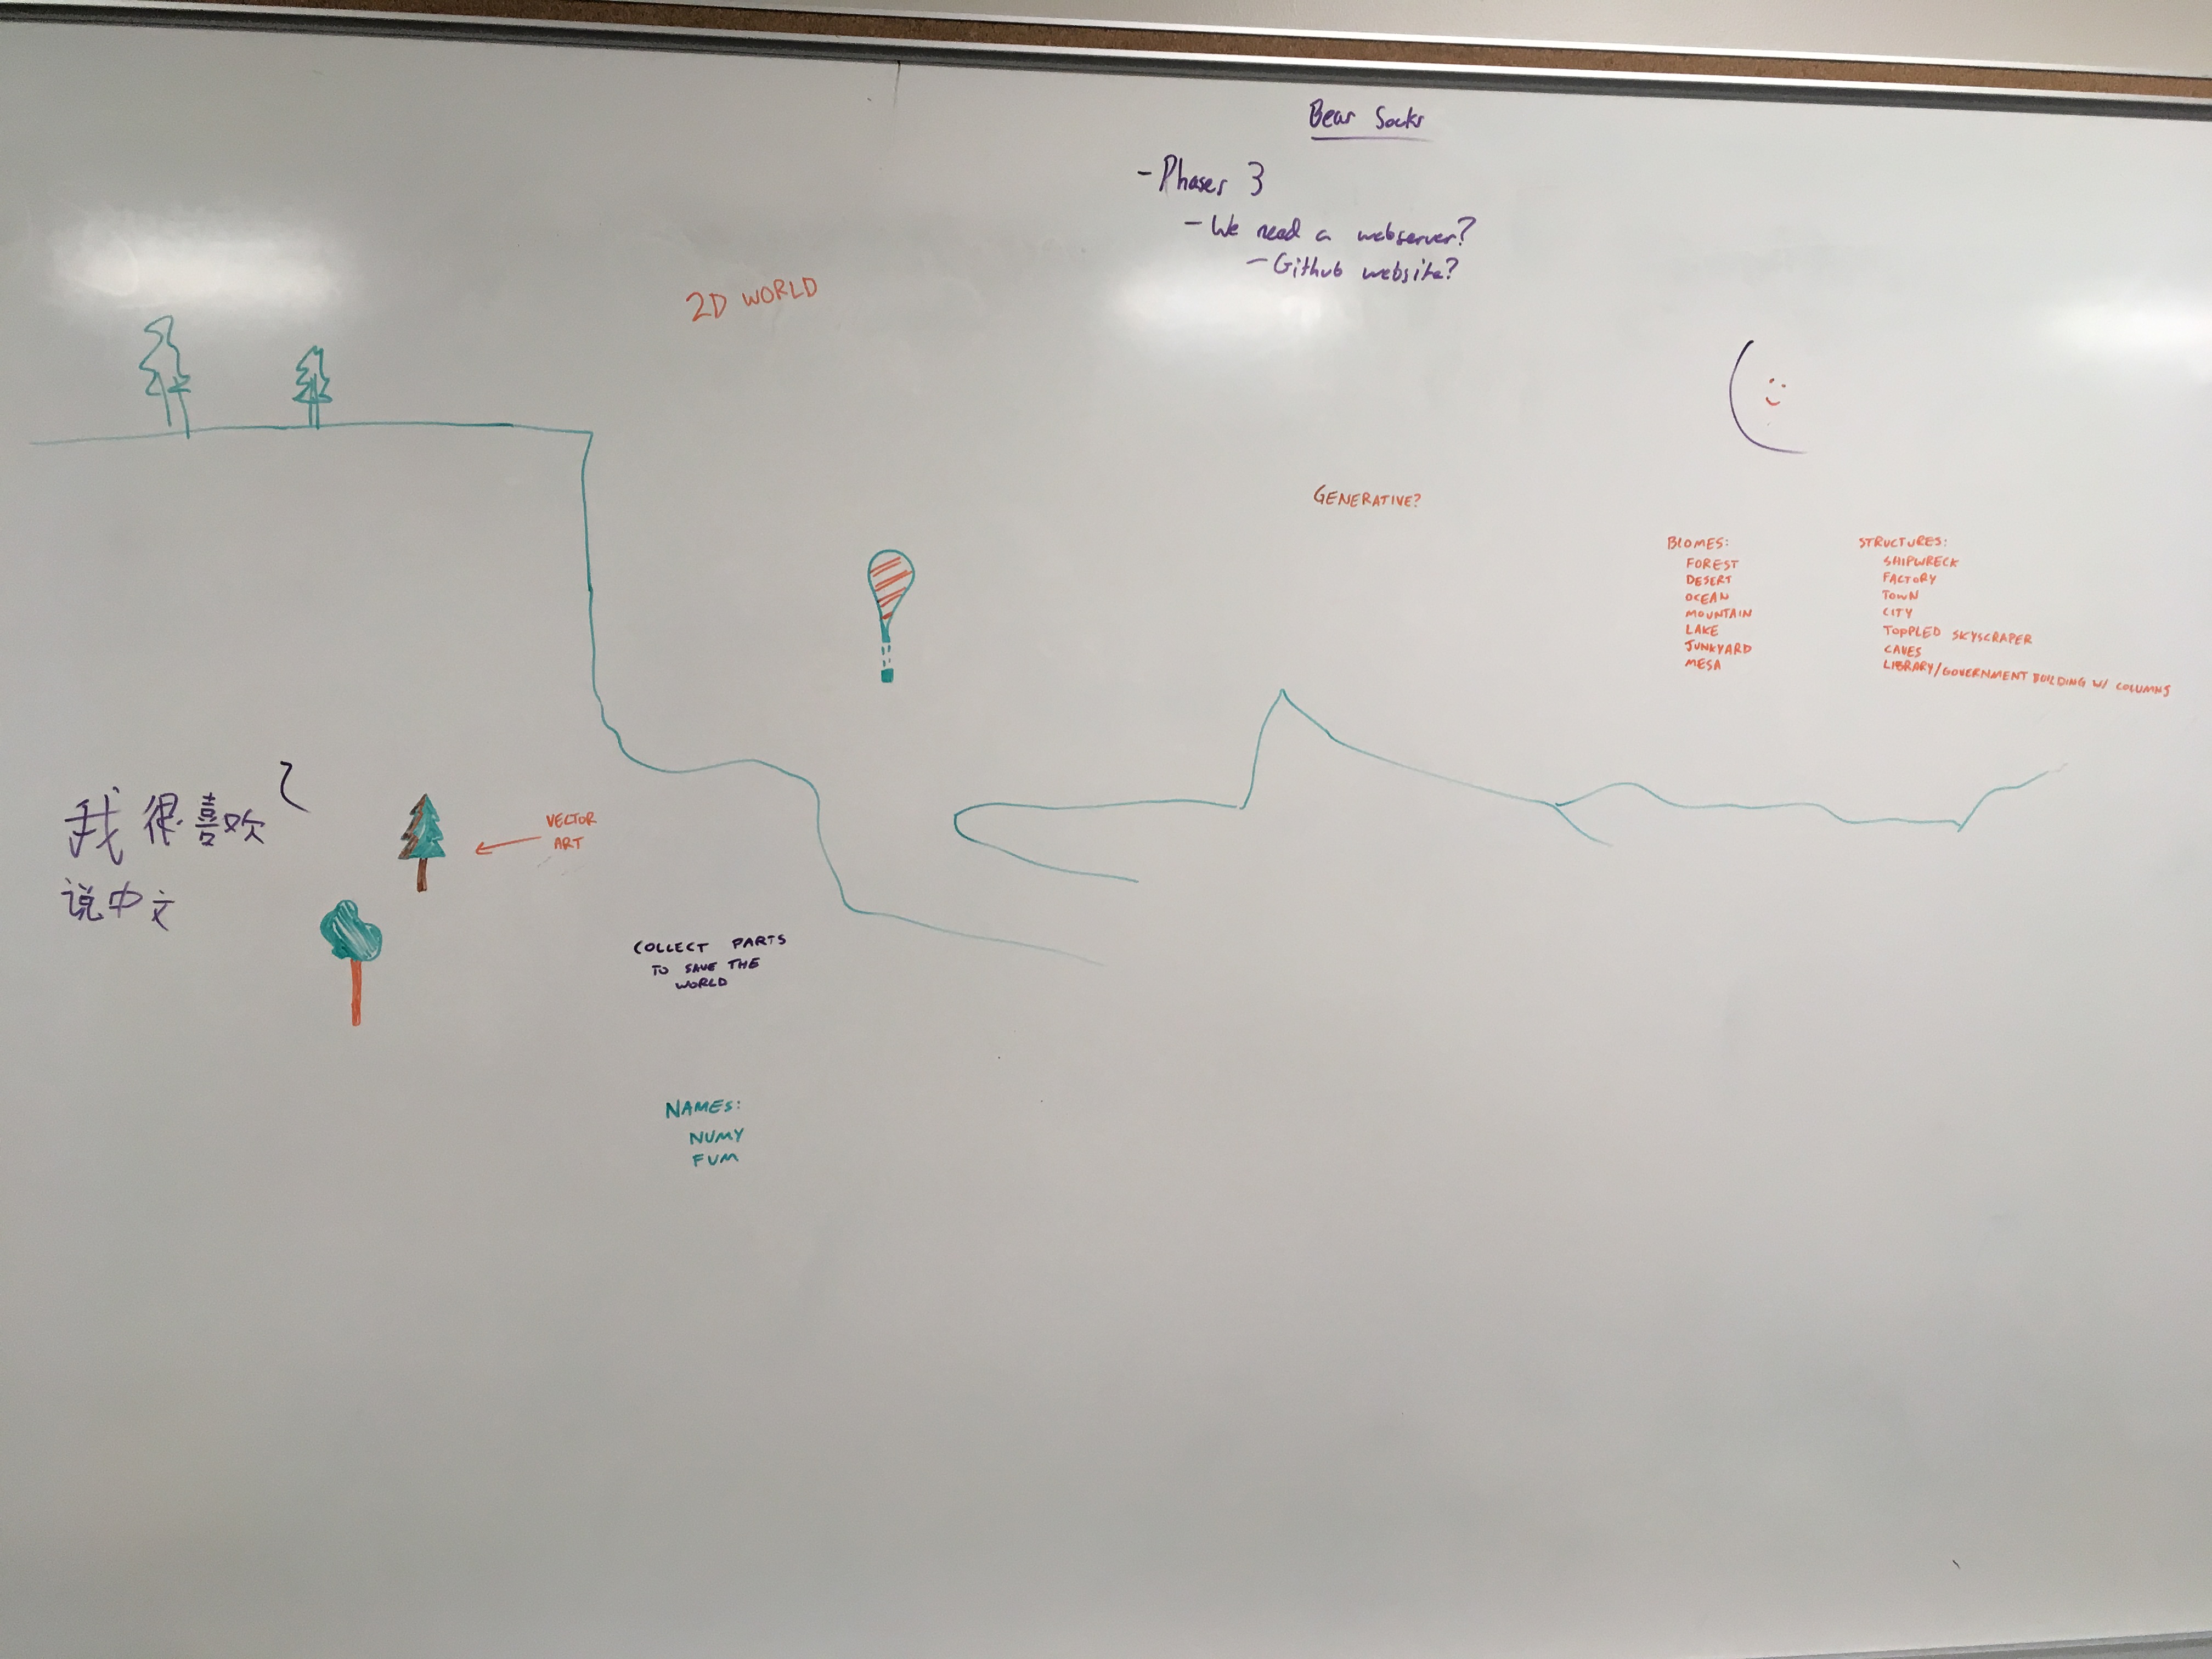 Bear Socks
- Phaser 3
- We need a webserver?
- Github website?
2D WORLD
GENERATIVE?
BIOMES:
FOREST
DESERT
OCEAN
MOUNTAIN
LAKE
JUNKYARD
MESA
STRUCTURES:
SHIPWRECK
FACTORY
TOWN
CITY
TOPPLED SKYSCRAPER
CAVES
LIBRARY/GOVERNMENT BUILDING W/ COLUMNS
我很喜欢
说中文
VECTOR
ART
COLLECT PARTS
TO SAVE THE
WORLD
NAMES:
NUMY
FUM